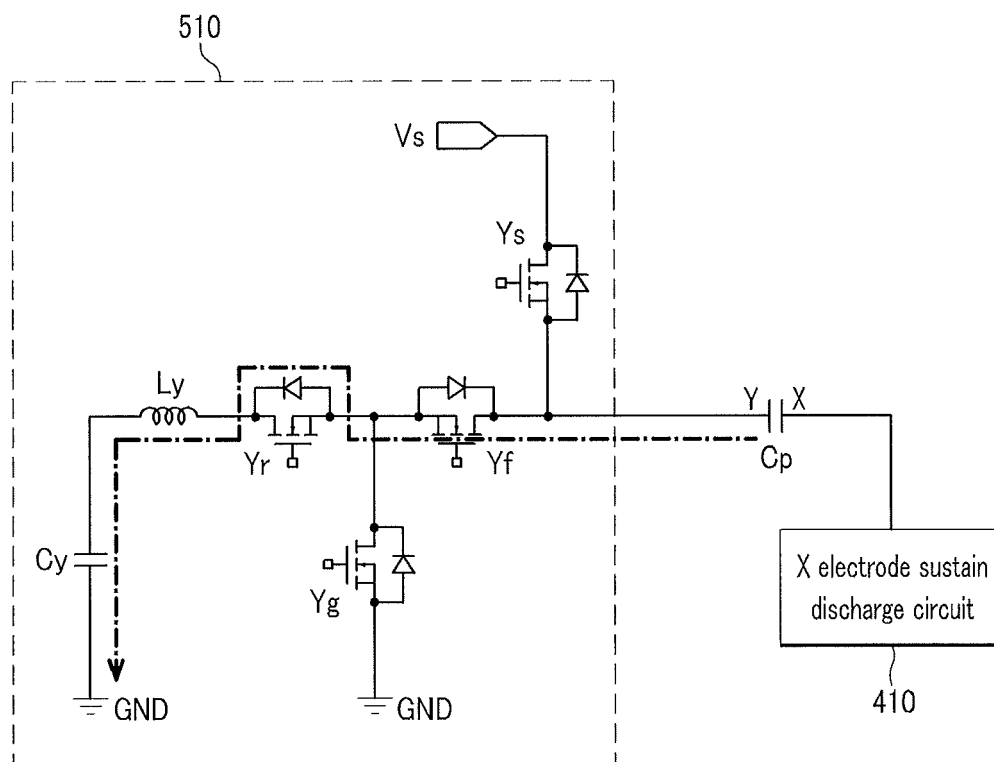 510
Vs
Ys
Ly
Yr
Yf
Y
X
Cp
Cy
Yg
X electrode sustain
discharge circuit
GND
GND
410